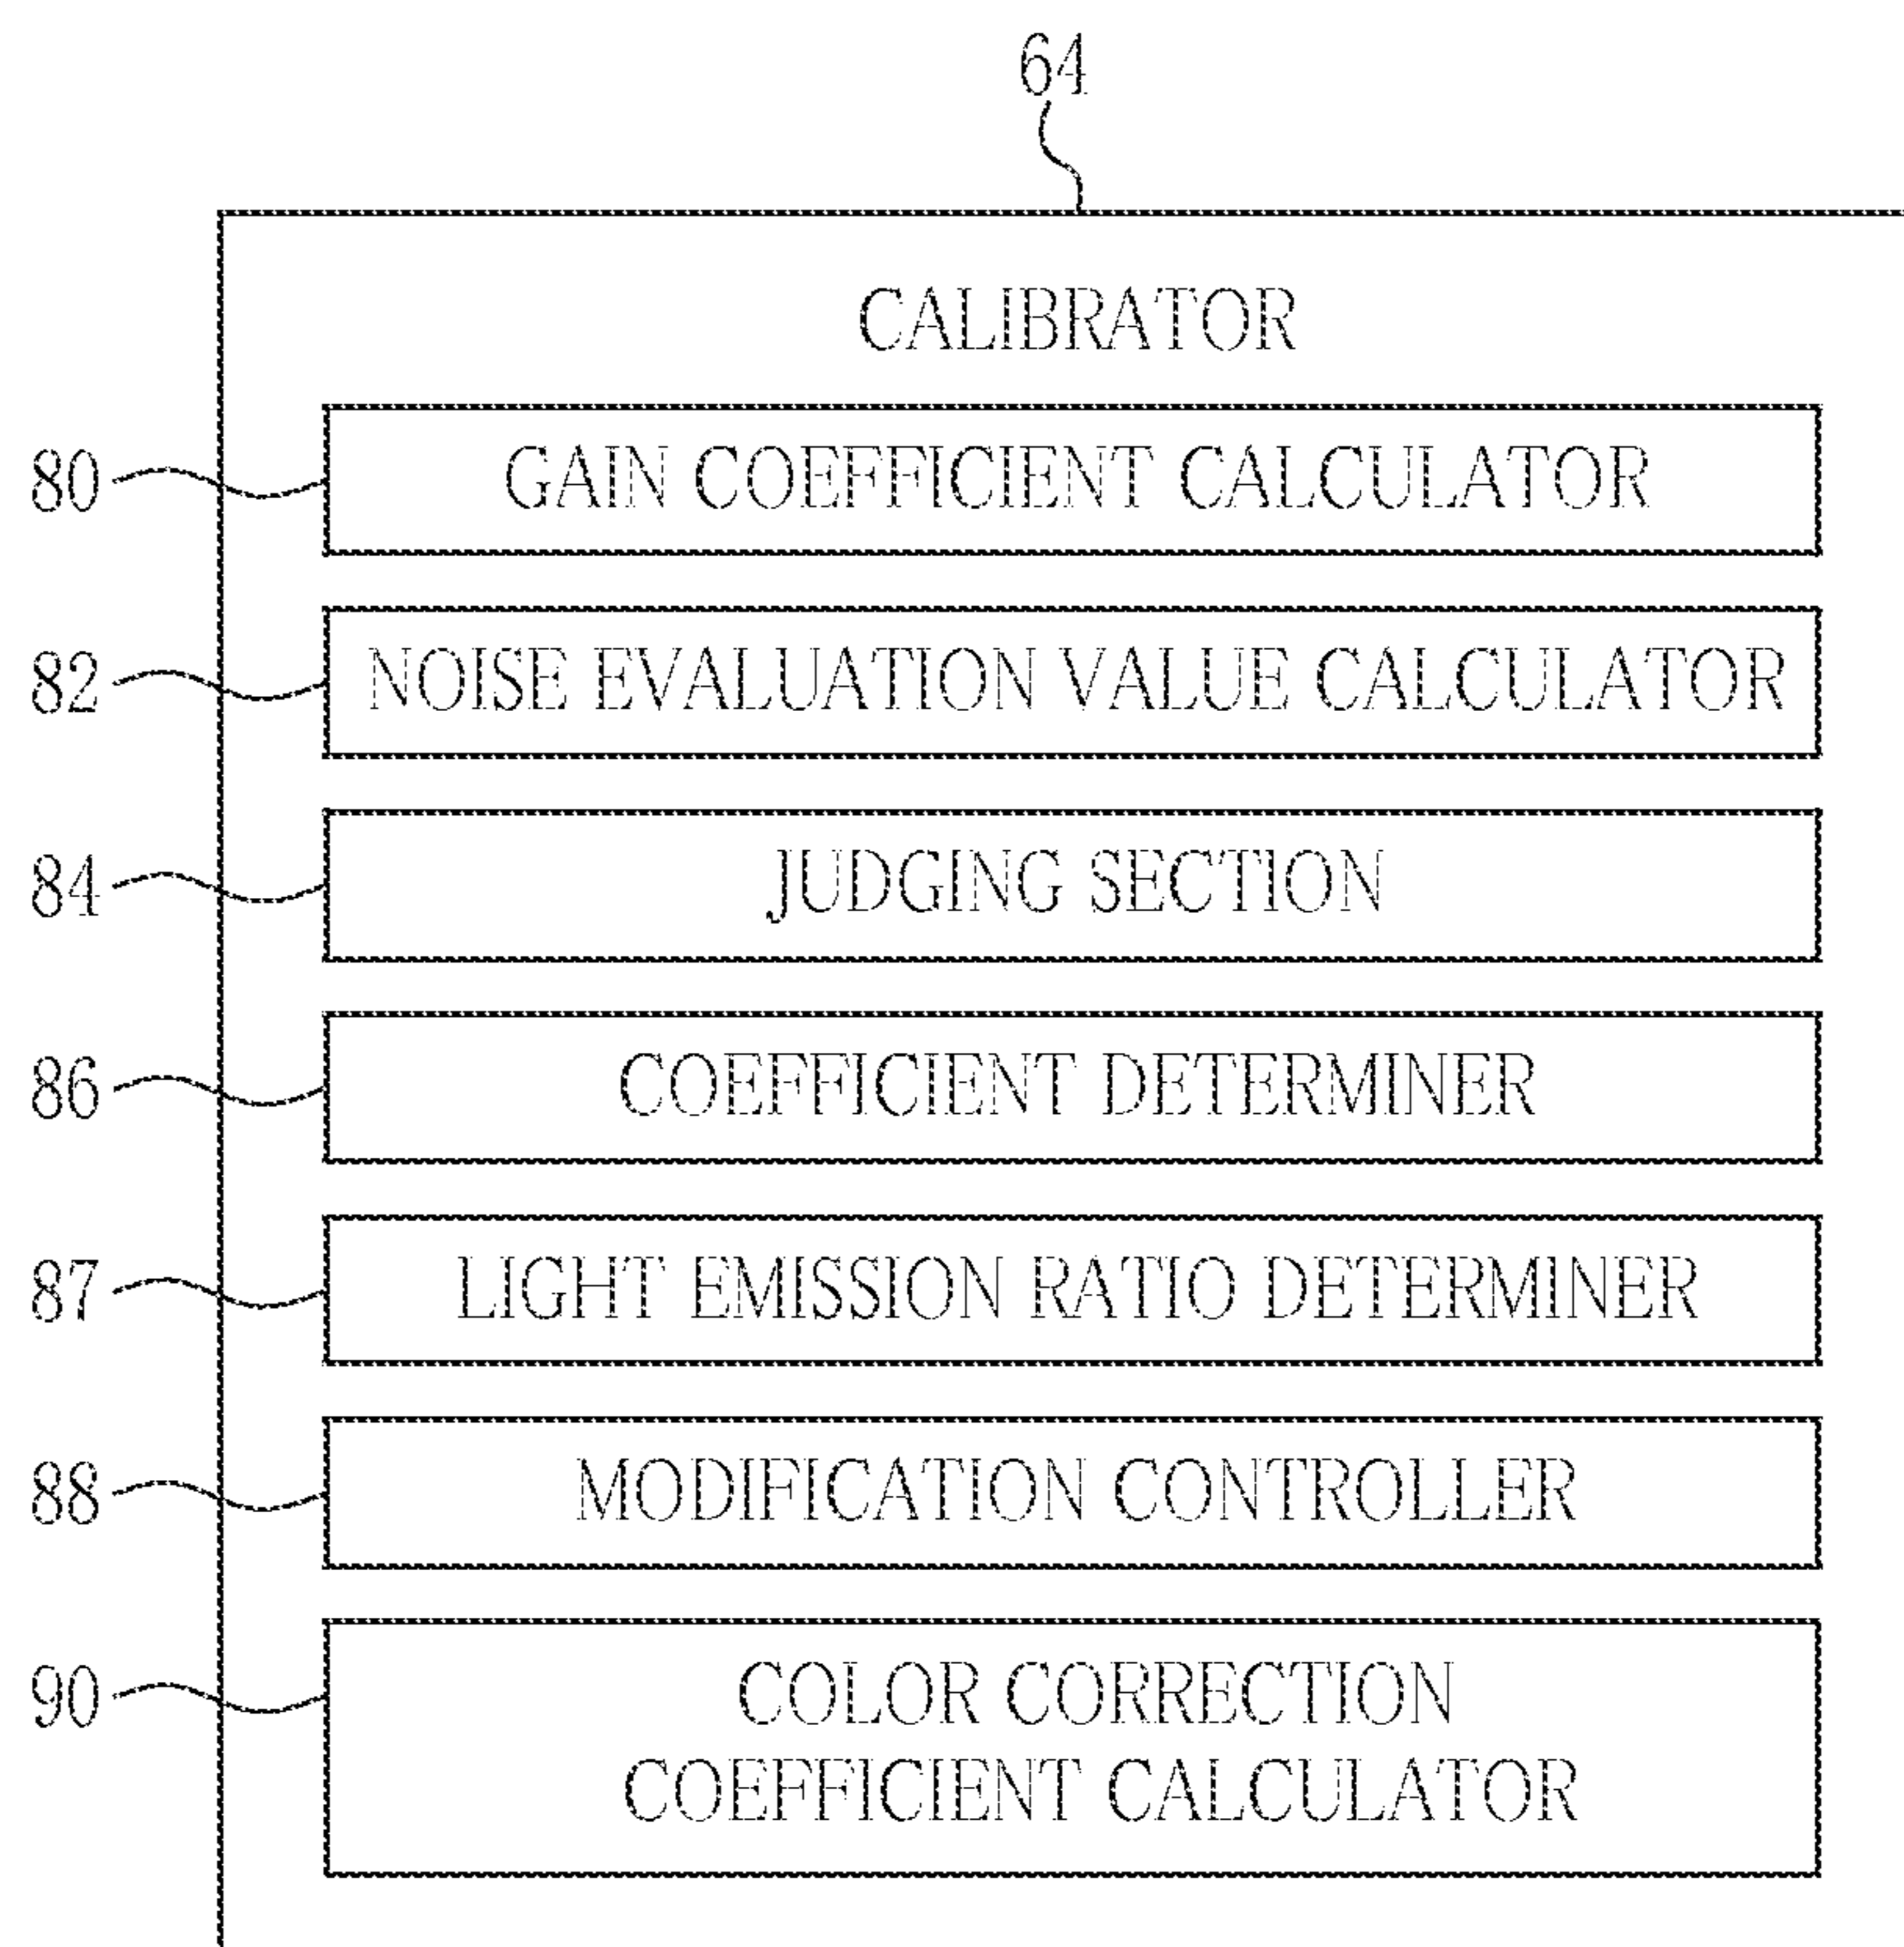 64
CALIBRATOR
80 GAIN COEFFICIENT CALCULATOR
82 NOISE EVALUATION VALUE CALCULATOR
84 JUDGING SECTION
86 COEFFICIENT DETERMINER
87 LIGHT EMISSION RATIO DETERMINER
88 MODIFICATION CONTROLLER
90 COLOR CORRECTION
COEFFICIENT CALCULATOR